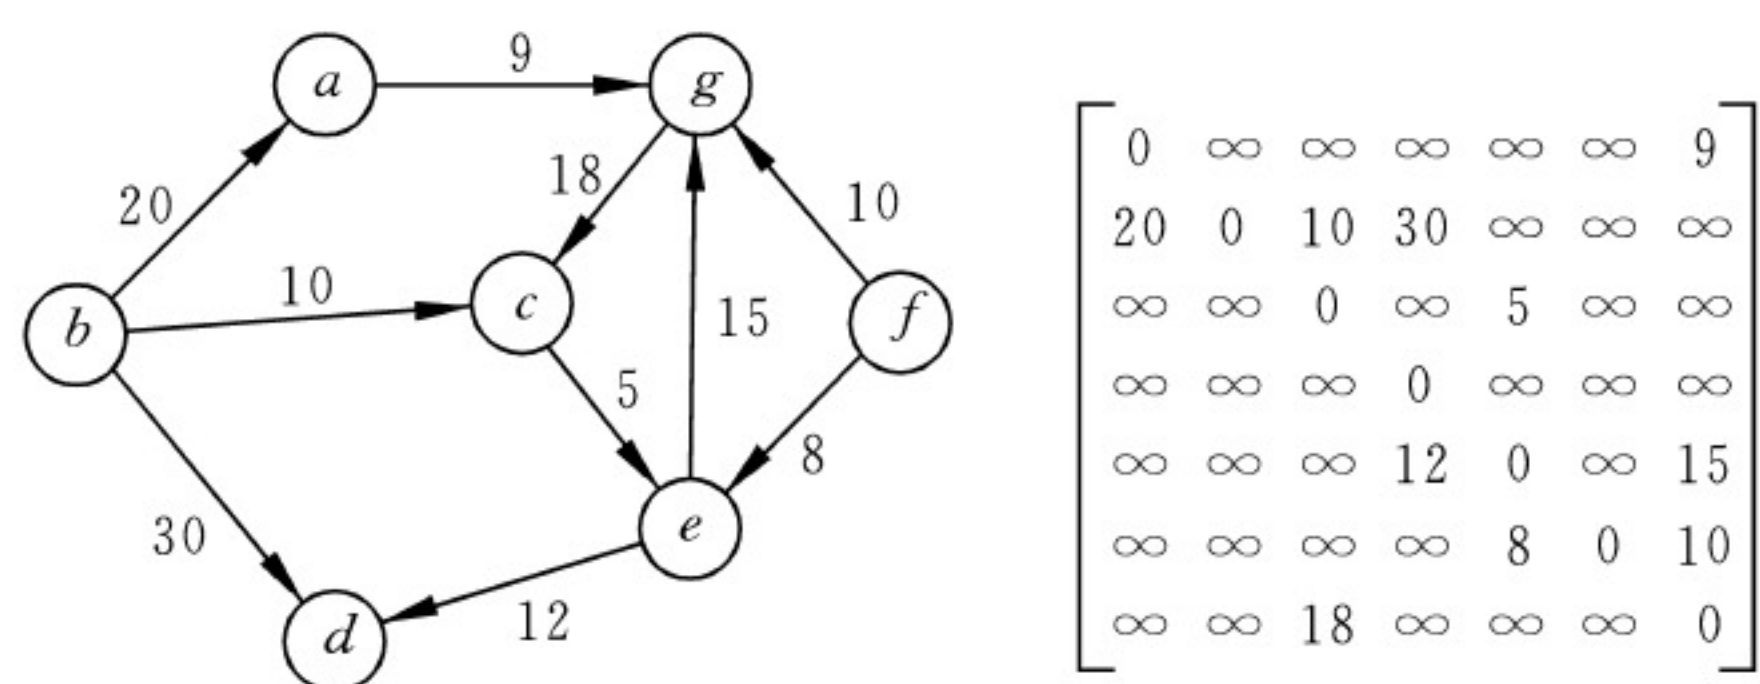 a
9
g
18
20
10
10
c
b
15
f
5
8
30
e
12
d
0 ∞ ∞ ∞ ∞ ∞ 9
20 0 10 30 ∞ ∞ ∞
∞ ∞ 0 ∞ 5 ∞ ∞
∞ ∞ ∞ 0 ∞ ∞ ∞
∞ ∞ ∞ 12 0 ∞ 15
∞ ∞ ∞ ∞ 8 0 10
∞ ∞ 18 ∞ ∞ ∞ 0